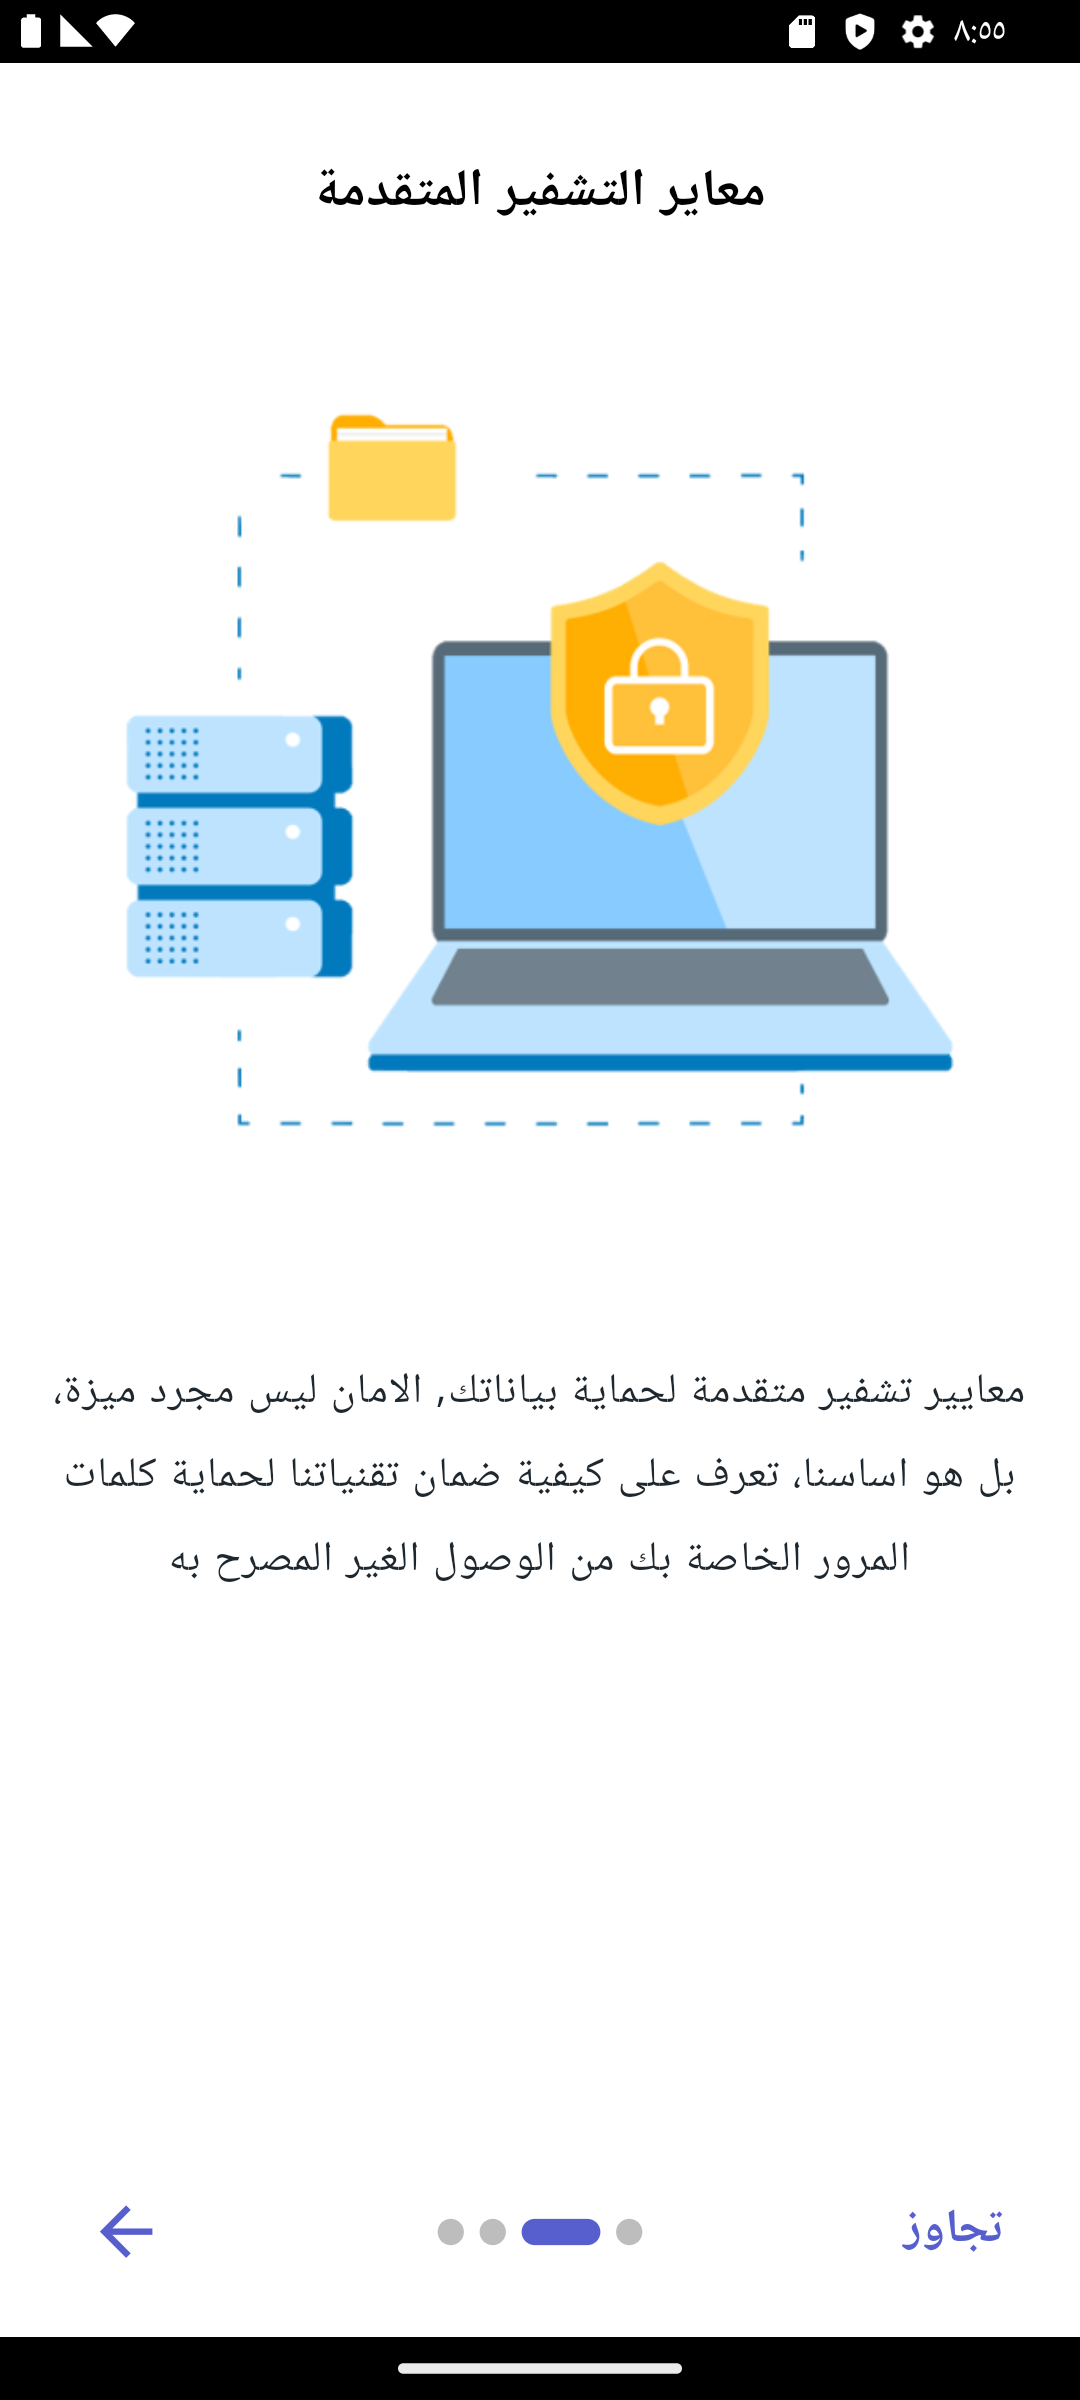 ٨:٥٥
معاير التشفير المتقدمة
معايير تشفير متقدمة لحماية بياناتك, الامان ليس مجرد ميزة،
بل هو اساسنا، تعرف على كيفية ضمان تقنياتنا لحماية كلمات
المرور الخاصة بك من الوصول الغير المصرح به
تجاوز